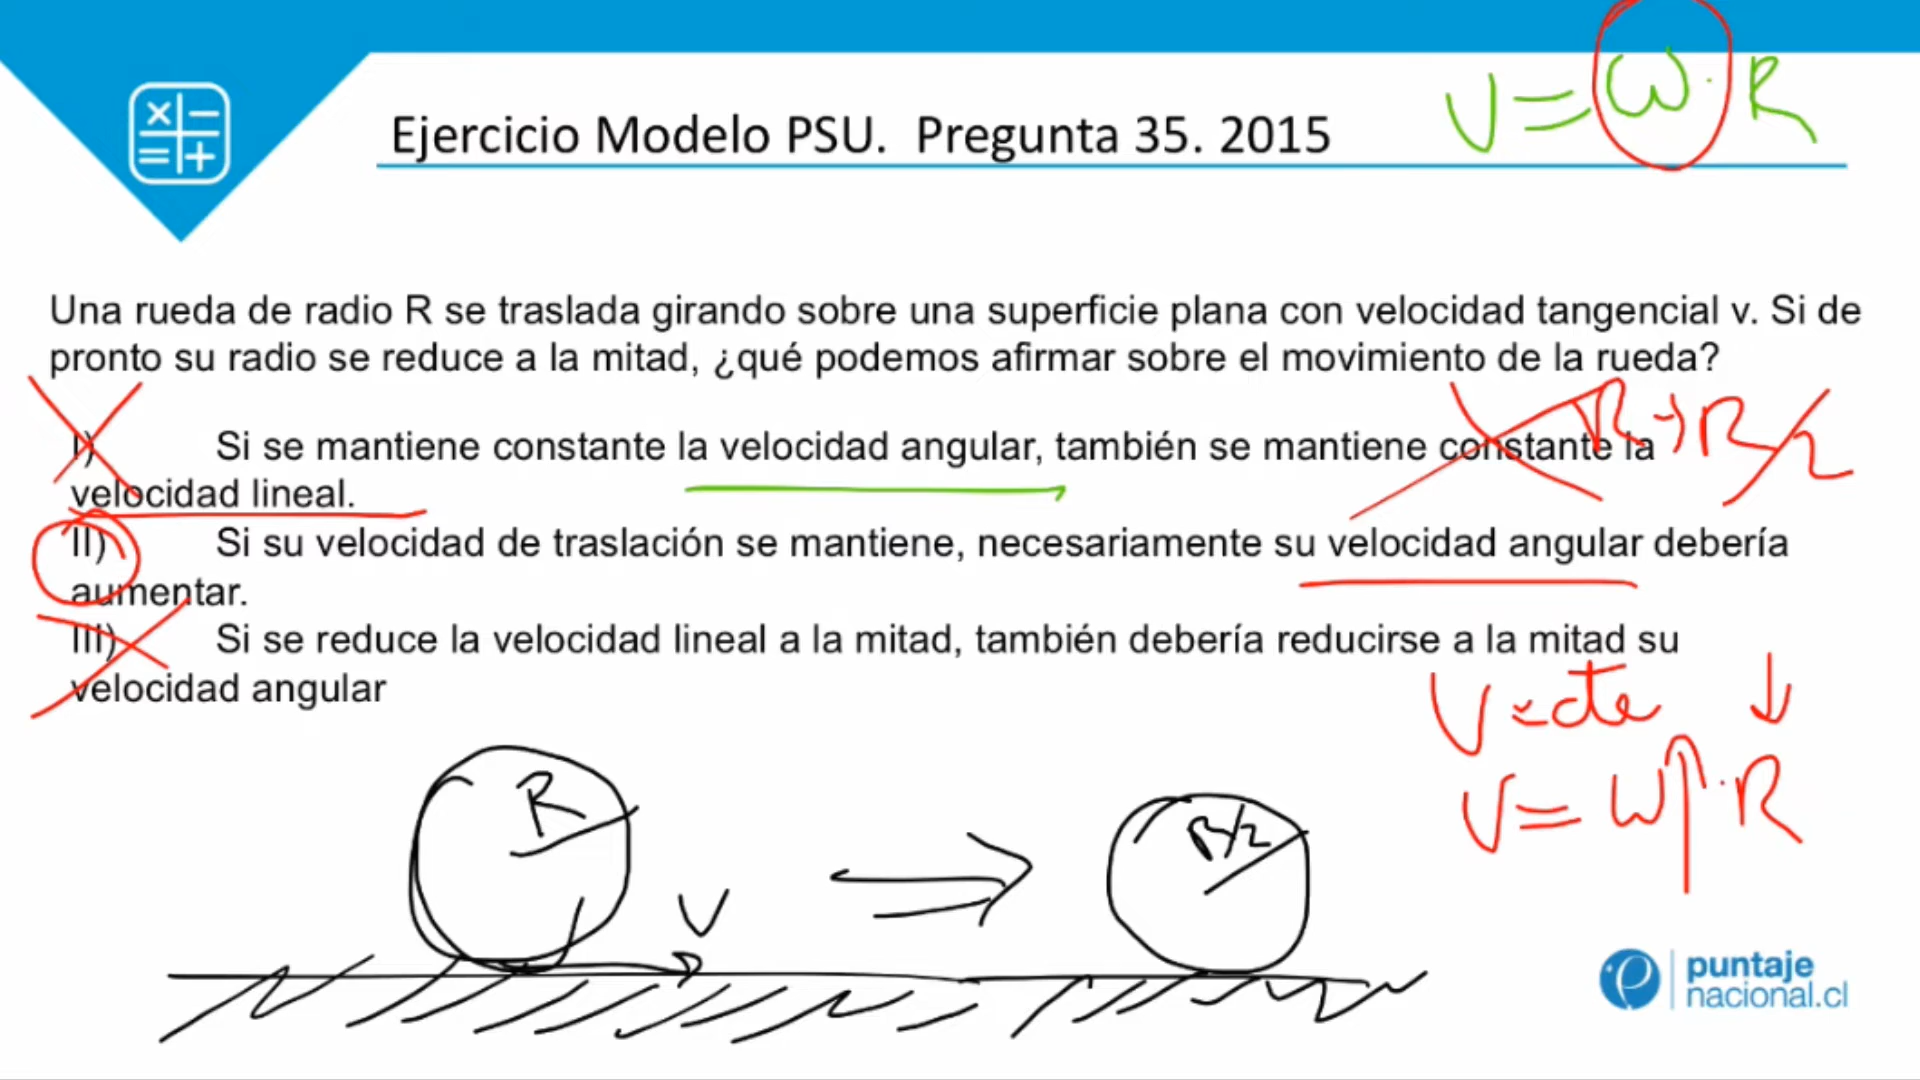 V = ω · R
Ejercicio Modelo PSU. Pregunta 35. 2015
Una rueda de radio R se traslada girando sobre una superficie plana con velocidad tangencial v. Si de
pronto su radio se reduce a la mitad, ¿qué podemos afirmar sobre el movimiento de la rueda?
R → R/2
I) Si se mantiene constante la velocidad angular, también se mantiene constante la
velocidad lineal.
II) Si su velocidad de traslación se mantiene, necesariamente su velocidad angular debería
aumentar.
III) Si se reduce la velocidad lineal a la mitad, también debería reducirse a la mitad su
velocidad angular
V = cte ↓
V = ω↑ · R
R
R/2
V
puntaje
nacional.cl